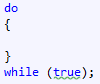 do
{
}
while (true);